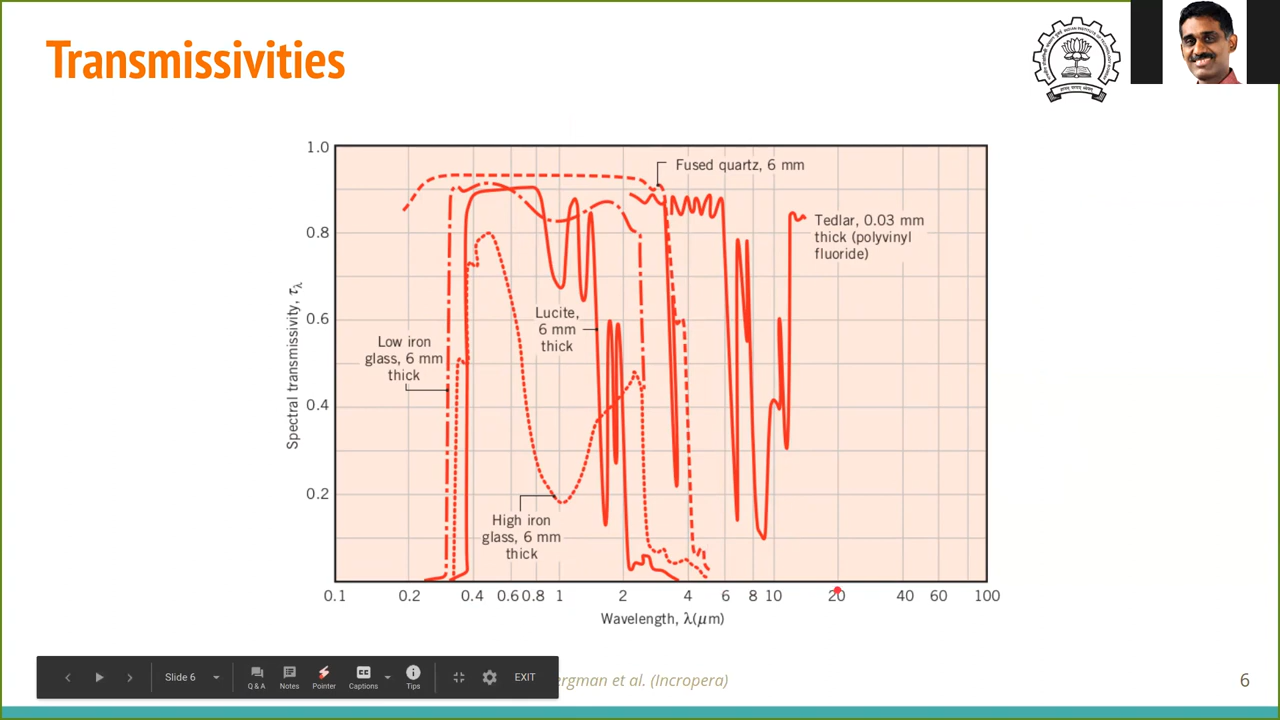 Transmissivities
1.0
0.8
0.6
0.4
0.2
Spectral transmissivity, τλ
Fused quartz, 6 mm
Tedlar, 0.03 mm
thick (polyvinyl
fluoride)
Lucite,
6 mm
thick
Low iron
glass, 6 mm
thick
High iron
glass, 6 mm
thick
0.1 0.2 0.4 0.6 0.8 1 2 4 6 8 10 20 40 60 100
Wavelength, λ(μm)
Slide 6
Q & A Notes Pointer Captions Tips
EXIT
et al. (Incropera)
6